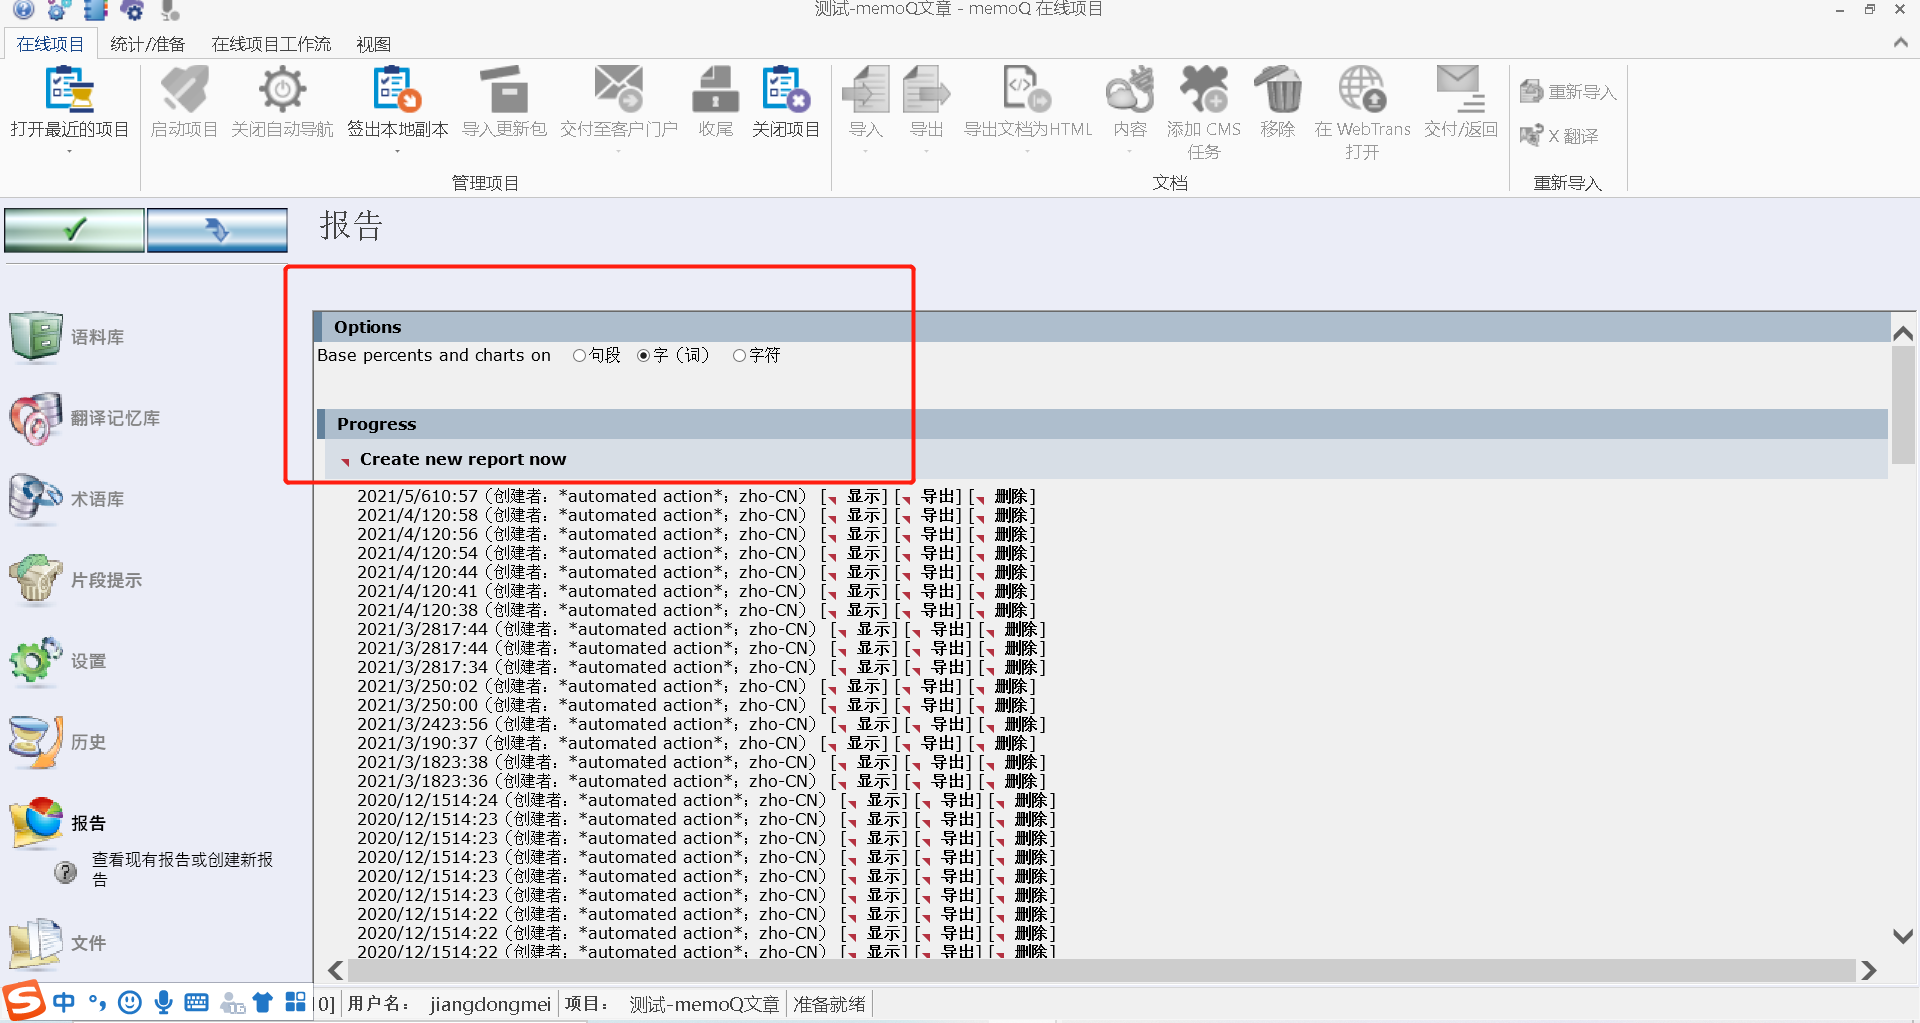 测试-memoQ文章 - memoQ 在线项目
在线项目 统计/准备 在线项目工作流 视图
打开最近的项目 启动项目 关闭自动导航 签出本地副本 导入更新包 交付至客户门户 收尾 关闭项目 导入 导出 导出文档为HTML 内容 添加 CMS 任务 移除 在 WebTrans 打开 交付/返回 重新导入
X 翻译
管理项目 文档 重新导入
报告
语料库
翻译记忆库
术语库
片段提示
设置
历史
报告
查看现有报告或创建新报
告
文件
Options
Base percents and charts on 句段 字（词） 字符
Progress
Create new report now
2021/5/610:57（创建者：*automated action*；zho-CN） [ 显示] [ 导出] [ 删除]
2021/4/120:58（创建者：*automated action*；zho-CN） [ 显示] [ 导出] [ 删除]
2021/4/120:56（创建者：*automated action*；zho-CN） [ 显示] [ 导出] [ 删除]
2021/4/120:54（创建者：*automated action*；zho-CN） [ 显示] [ 导出] [ 删除]
2021/4/120:44（创建者：*automated action*；zho-CN） [ 显示] [ 导出] [ 删除]
2021/4/120:41（创建者：*automated action*；zho-CN） [ 显示] [ 导出] [ 删除]
2021/4/120:38（创建者：*automated action*；zho-CN） [ 显示] [ 导出] [ 删除]
2021/3/2817:44（创建者：*automated action*；zho-CN） [ 显示] [ 导出] [ 删除]
2021/3/2817:44（创建者：*automated action*；zho-CN） [ 显示] [ 导出] [ 删除]
2021/3/2817:34（创建者：*automated action*；zho-CN） [ 显示] [ 导出] [ 删除]
2021/3/250:02（创建者：*automated action*；zho-CN） [ 显示] [ 导出] [ 删除]
2021/3/250:00（创建者：*automated action*；zho-CN） [ 显示] [ 导出] [ 删除]
2021/3/2423:56（创建者：*automated action*；zho-CN） [ 显示] [ 导出] [ 删除]
2021/3/190:37（创建者：*automated action*；zho-CN） [ 显示] [ 导出] [ 删除]
2021/3/1823:38（创建者：*automated action*；zho-CN） [ 显示] [ 导出] [ 删除]
2021/3/1823:36（创建者：*automated action*；zho-CN） [ 显示] [ 导出] [ 删除]
2020/12/1514:24（创建者：*automated action*；zho-CN） [ 显示] [ 导出] [ 删除]
2020/12/1514:23（创建者：*automated action*；zho-CN） [ 显示] [ 导出] [ 删除]
2020/12/1514:23（创建者：*automated action*；zho-CN） [ 显示] [ 导出] [ 删除]
2020/12/1514:23（创建者：*automated action*；zho-CN） [ 显示] [ 导出] [ 删除]
2020/12/1514:23（创建者：*automated action*；zho-CN） [ 显示] [ 导出] [ 删除]
2020/12/1514:23（创建者：*automated action*；zho-CN） [ 显示] [ 导出] [ 删除]
2020/12/1514:22（创建者：*automated action*；zho-CN） [ 显示] [ 导出] [ 删除]
2020/12/1514:22（创建者：*automated action*；zho-CN） [ 显示] [ 导出] [ 删除]
2020/12/1514:22（创建者：*automated action*；zho-CN） [ 显示] [ 导出] [ 删除]
中 0] 用户名： jiangdongmei 项目： 测试-memoQ文章 准备就绪